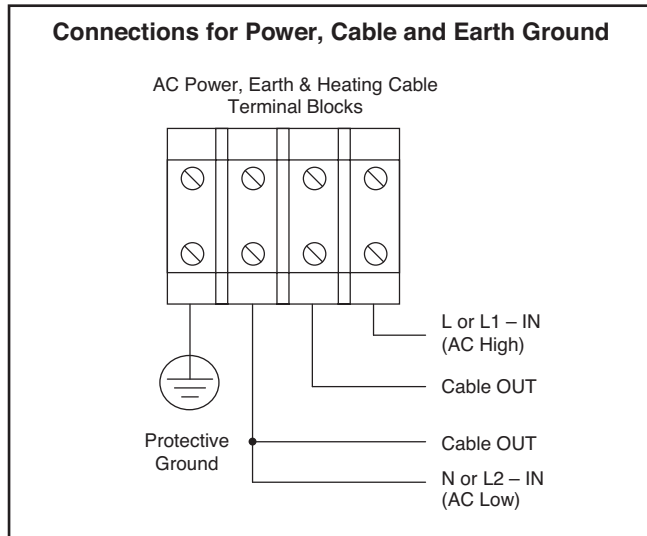 Connections for Power, Cable and Earth Ground
AC Power, Earth & Heating Cable
Terminal Blocks
L or L1 – IN
(AC High)
Cable OUT
Protective
Ground
Cable OUT
N or L2 – IN
(AC Low)